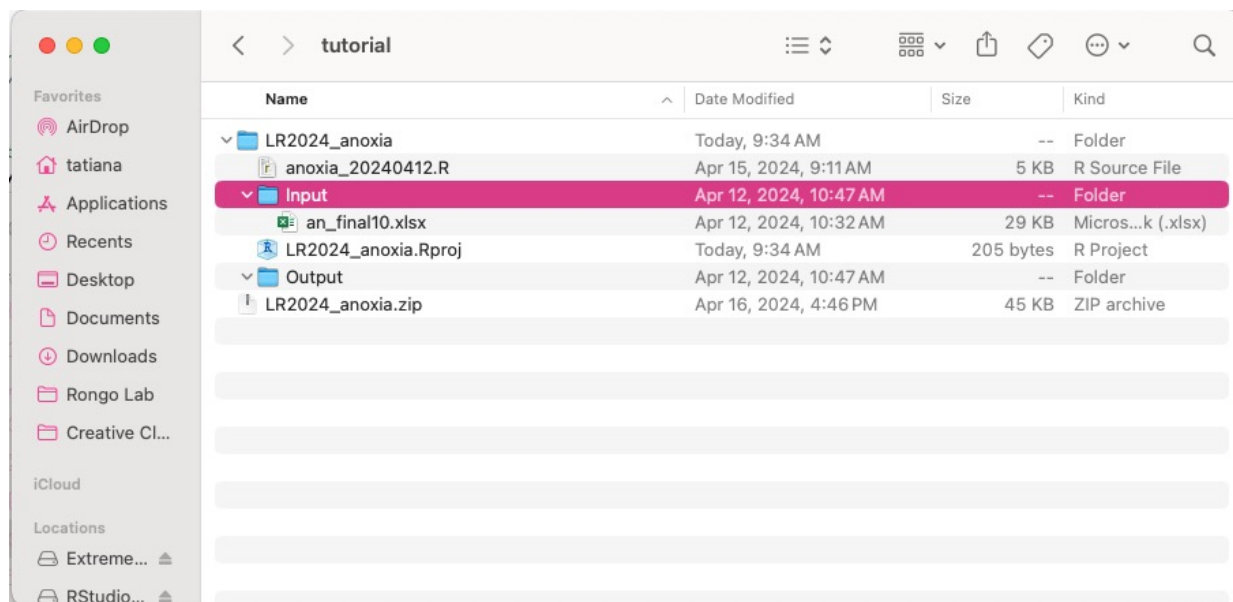 tutorial
Favorites
AirDrop
tatiana
Applications
Recents
Desktop
Documents
Downloads
Rongo Lab
Creative Cl...
iCloud
Locations
Extreme...
RStudio...
Name Date Modified Size Kind
LR2024_anoxia Today, 9:34 AM -- Folder
anoxia_20240412.R Apr 15, 2024, 9:11 AM 5 KB R Source File
Input Apr 12, 2024, 10:47 AM -- Folder
an_final10.xlsx Apr 12, 2024, 10:32 AM 29 KB Micros...k (.xlsx)
LR2024_anoxia.Rproj Today, 9:34 AM 205 bytes R Project
Output Apr 12, 2024, 10:47 AM -- Folder
LR2024_anoxia.zip Apr 16, 2024, 4:46 PM 45 KB ZIP archive